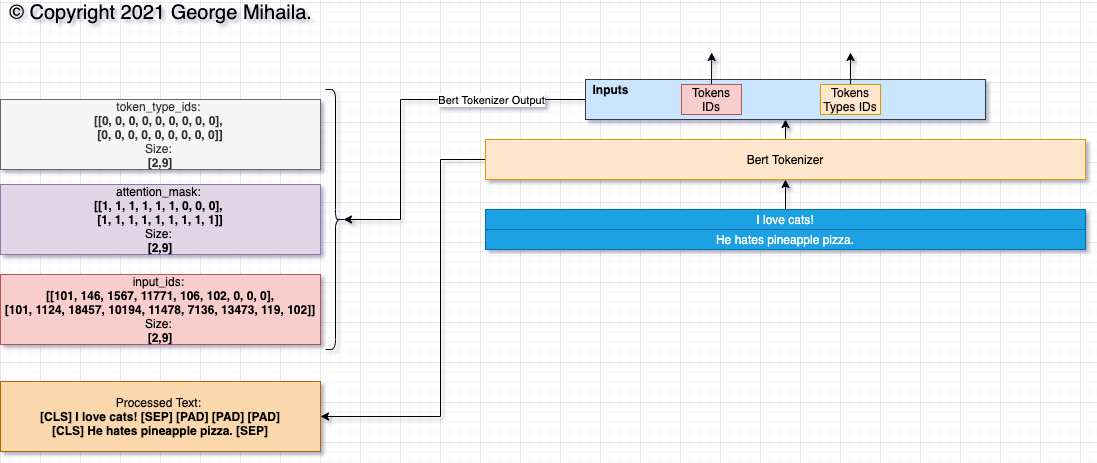 © Copyright 2021 George Mihaila.
Inputs
Tokens
IDs
Tokens
Types IDs
Bert Tokenizer Output
Bert Tokenizer
I love cats!
He hates pineapple pizza.
token_type_ids:
[[0, 0, 0, 0, 0, 0, 0, 0, 0],
[0, 0, 0, 0, 0, 0, 0, 0, 0]]
Size:
[2,9]
attention_mask:
[[1, 1, 1, 1, 1, 1, 0, 0, 0],
[1, 1, 1, 1, 1, 1, 1, 1, 1]]
Size:
[2,9]
input_ids:
[[101, 146, 1567, 11771, 106, 102, 0, 0, 0],
[101, 1124, 18457, 10194, 11478, 7136, 13473, 119, 102]]
Size:
[2,9]
Processed Text:
[CLS] I love cats! [SEP] [PAD] [PAD] [PAD]
[CLS] He hates pineapple pizza. [SEP]